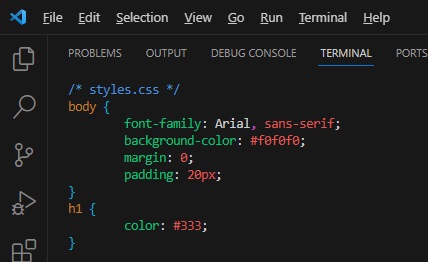 File Edit Selection View Go Run Terminal Help
PROBLEMS OUTPUT DEBUG CONSOLE TERMINAL PORTS
/* styles.css */
body {
        font-family: Arial, sans-serif;
        background-color: #f0f0f0;
        margin: 0;
        padding: 20px;
}
h1 {
        color: #333;
}